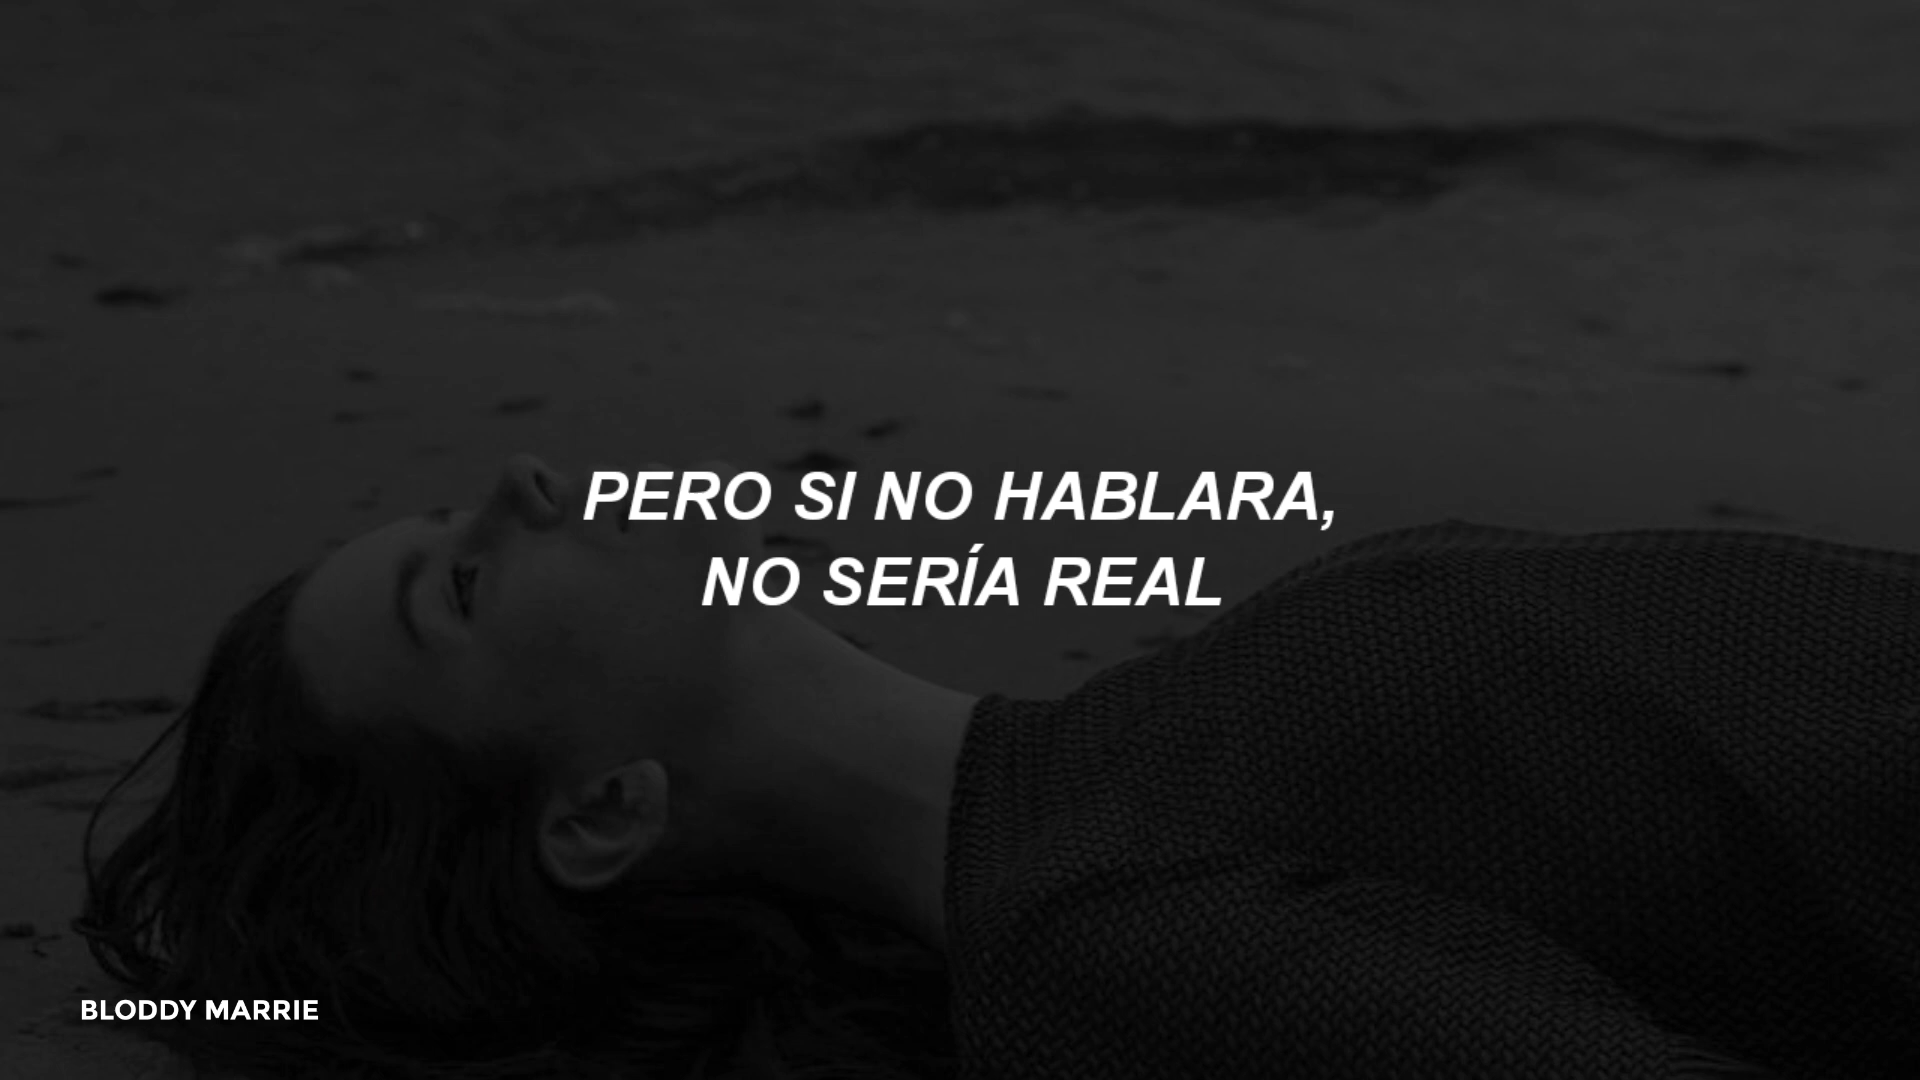 PERO SI NO HABLARA,
NO SERÍA REAL
BLODDY MARRIE